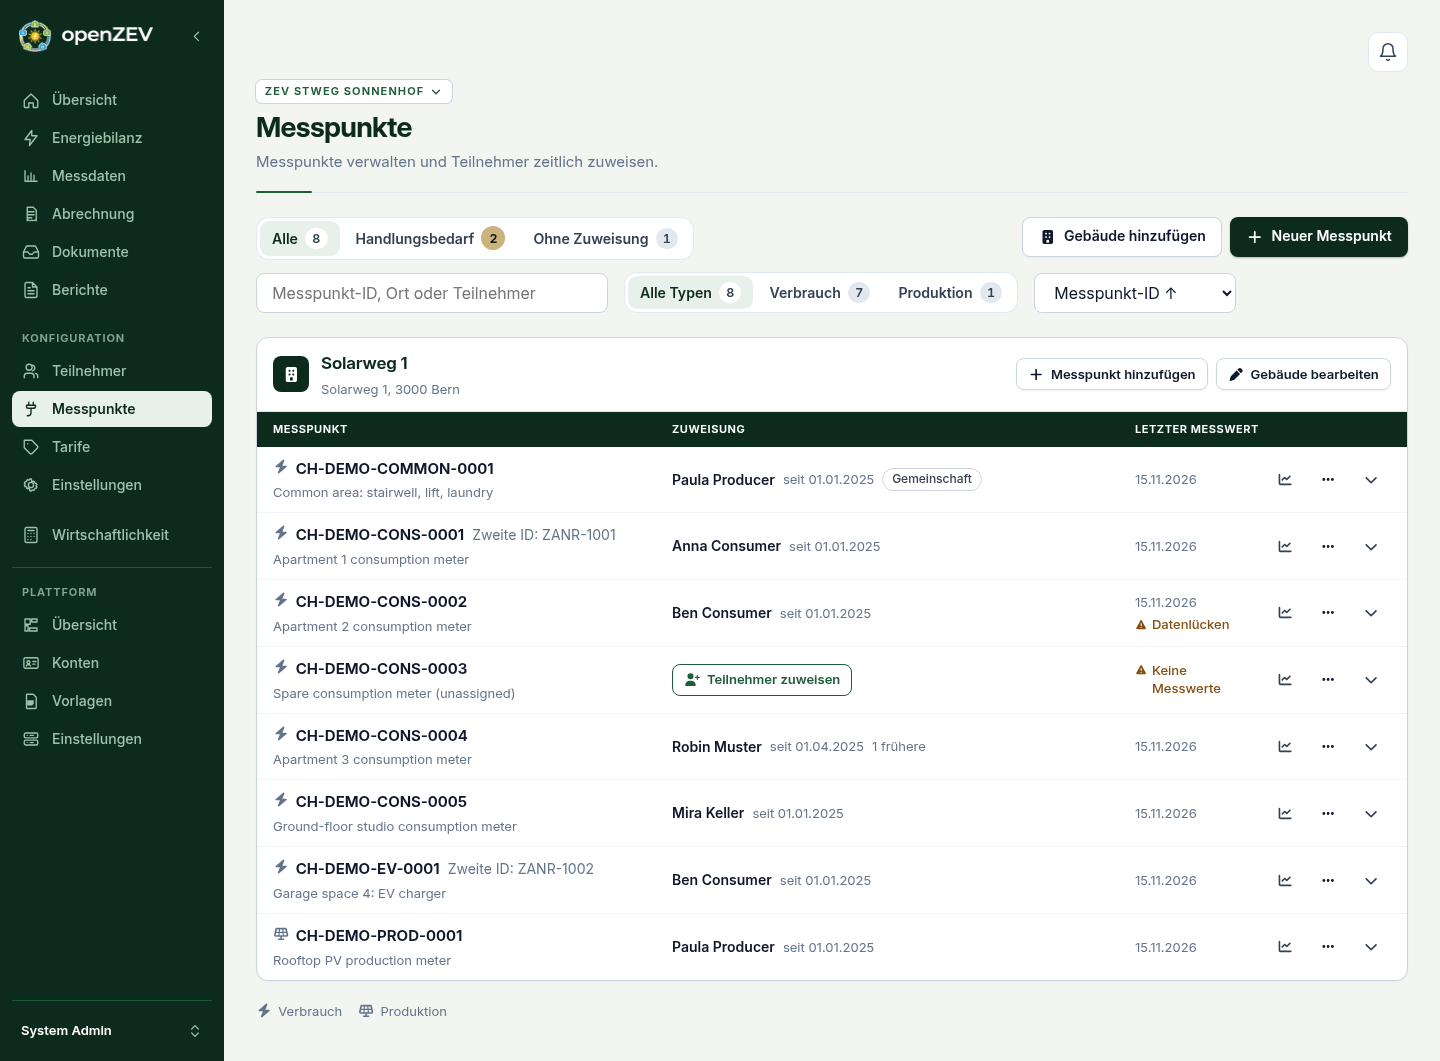 openZEV
Übersicht
Energiebilanz
Messdaten
Abrechnung
Dokumente
Berichte
KONFIGURATION
Teilnehmer
Messpunkte
Tarife
Einstellungen
Wirtschaftlichkeit
PLATTFORM
Übersicht
Konten
Vorlagen
Einstellungen
System Admin
ZEV STWEG SONNENHOF
Messpunkte
Messpunkte verwalten und Teilnehmer zeitlich zuweisen.
Alle 8 Handlungsbedarf 2 Ohne Zuweisung 1
Gebäude hinzufügen
Neuer Messpunkt
Messpunkt-ID, Ort oder Teilnehmer
Alle Typen 8 Verbrauch 7 Produktion 1
Messpunkt-ID ↑
Solarweg 1
Solarweg 1, 3000 Bern
Messpunkt hinzufügen
Gebäude bearbeiten
MESSPUNKT ZUWEISUNG LETZTER MESSWERT
CH-DEMO-COMMON-0001
Common area: stairwell, lift, laundry
Paula Producer seit 01.01.2025 Gemeinschaft
15.11.2026
CH-DEMO-CONS-0001 Zweite ID: ZANR-1001
Apartment 1 consumption meter
Anna Consumer seit 01.01.2025
15.11.2026
CH-DEMO-CONS-0002
Apartment 2 consumption meter
Ben Consumer seit 01.01.2025
15.11.2026
Datenlücken
CH-DEMO-CONS-0003
Spare consumption meter (unassigned)
Teilnehmer zuweisen
Keine
Messwerte
CH-DEMO-CONS-0004
Apartment 3 consumption meter
Robin Muster seit 01.04.2025 1 frühere
15.11.2026
CH-DEMO-CONS-0005
Ground-floor studio consumption meter
Mira Keller seit 01.01.2025
15.11.2026
CH-DEMO-EV-0001 Zweite ID: ZANR-1002
Garage space 4: EV charger
Ben Consumer seit 01.01.2025
15.11.2026
CH-DEMO-PROD-0001
Rooftop PV production meter
Paula Producer seit 01.01.2025
15.11.2026
Verbrauch Produktion